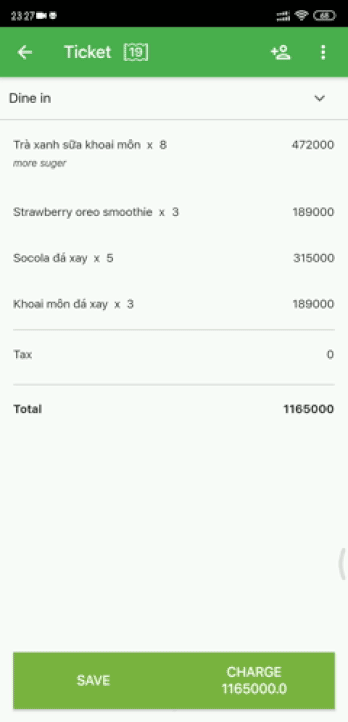 23:27
68
Ticket 19
Dine in
Trà xanh sữa khoai môn x 8 472000
more suger
Strawberry oreo smoothie x 3 189000
Socola đá xay x 5 315000
Khoai môn đá xay x 3 189000
Tax 0
Total 1165000
SAVE
CHARGE
1165000.0